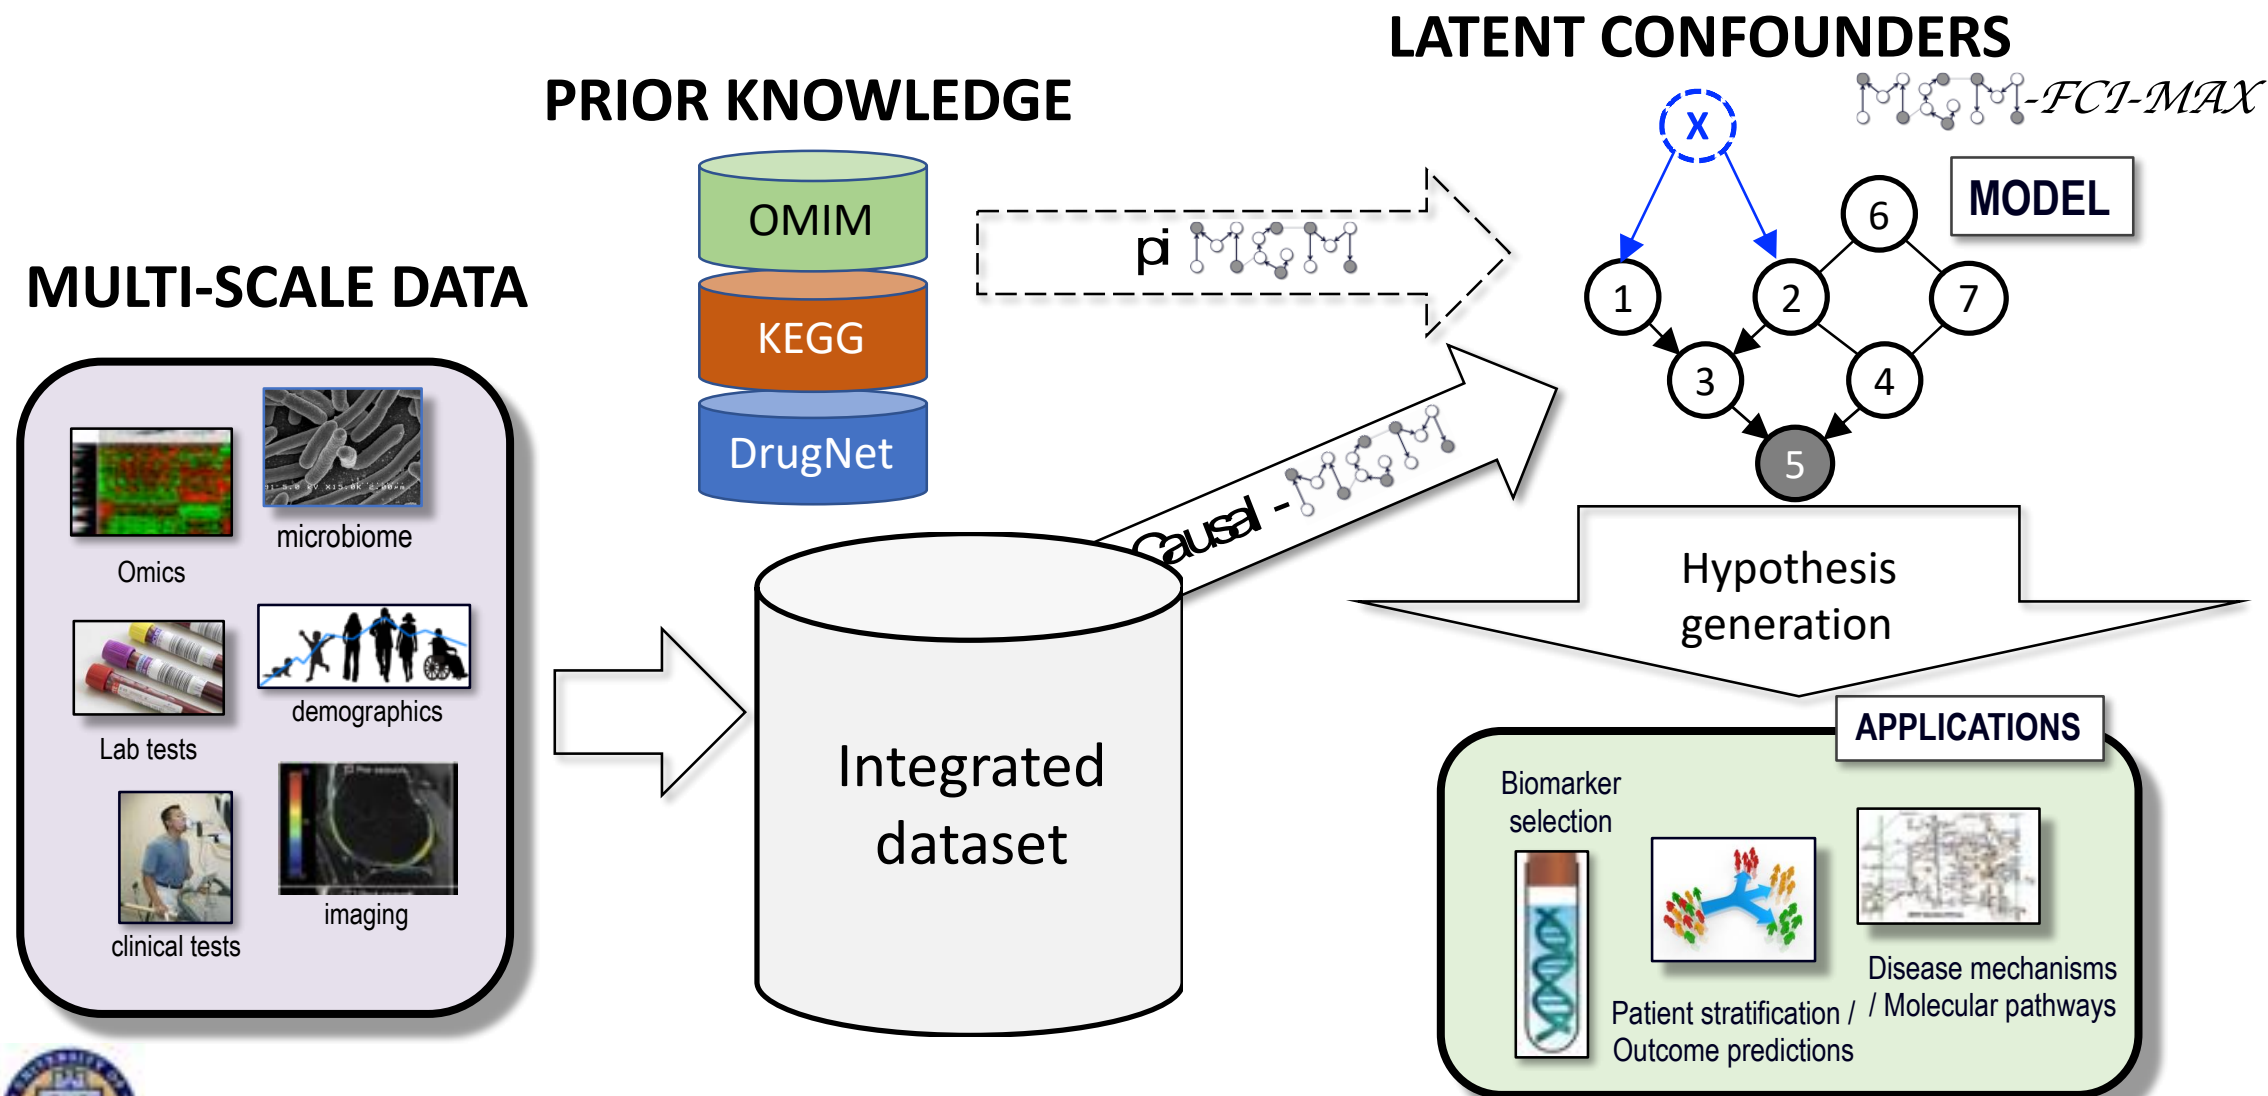 LATENT CONFOUNDERS
MGM-FCI-MAX
PRIOR KNOWLEDGE
OMIM
KEGG
DrugNet
pi MGM
Causal - MGM
X
MODEL
6
1
2
7
3
4
5
MULTI-SCALE DATA
Omics
microbiome
Lab tests
demographics
clinical tests
imaging
Integrated
dataset
Hypothesis
generation
APPLICATIONS
Biomarker
selection
Patient stratification /
Outcome predictions
Disease mechanisms
/ Molecular pathways
UNIVERSITY OF